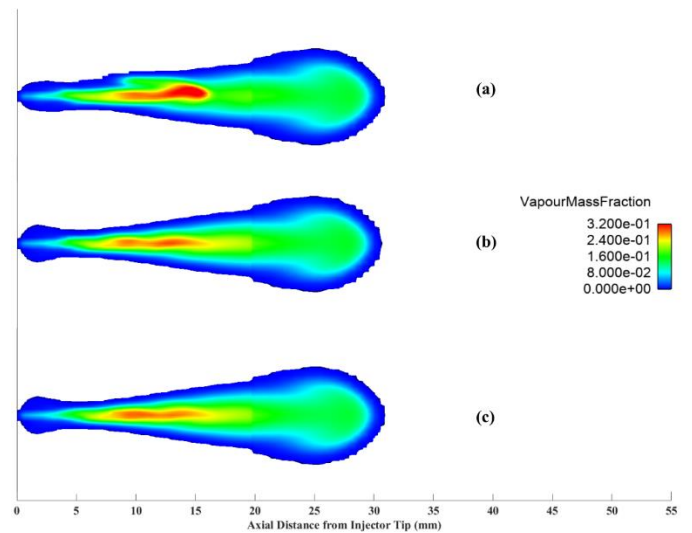 (a)
(b)
(c)
VapourMassFraction
3.200e-01
2.400e-01
1.600e-01
8.000e-02
0.000e+00
0 5 10 15 20 25 30 35 40 45 50 55
Axial Distance from Injector Tip (mm)